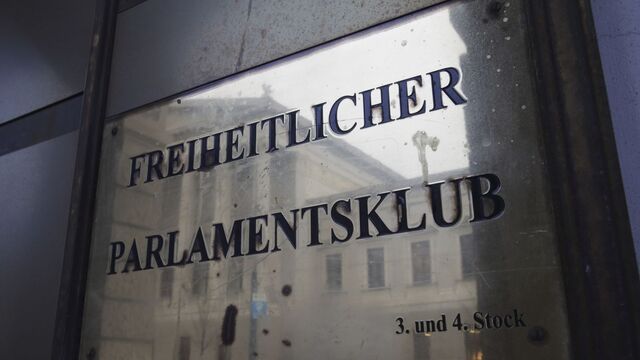 FREIHEITLICHER
PARLAMENTSKLUB
3. und 4. Stock